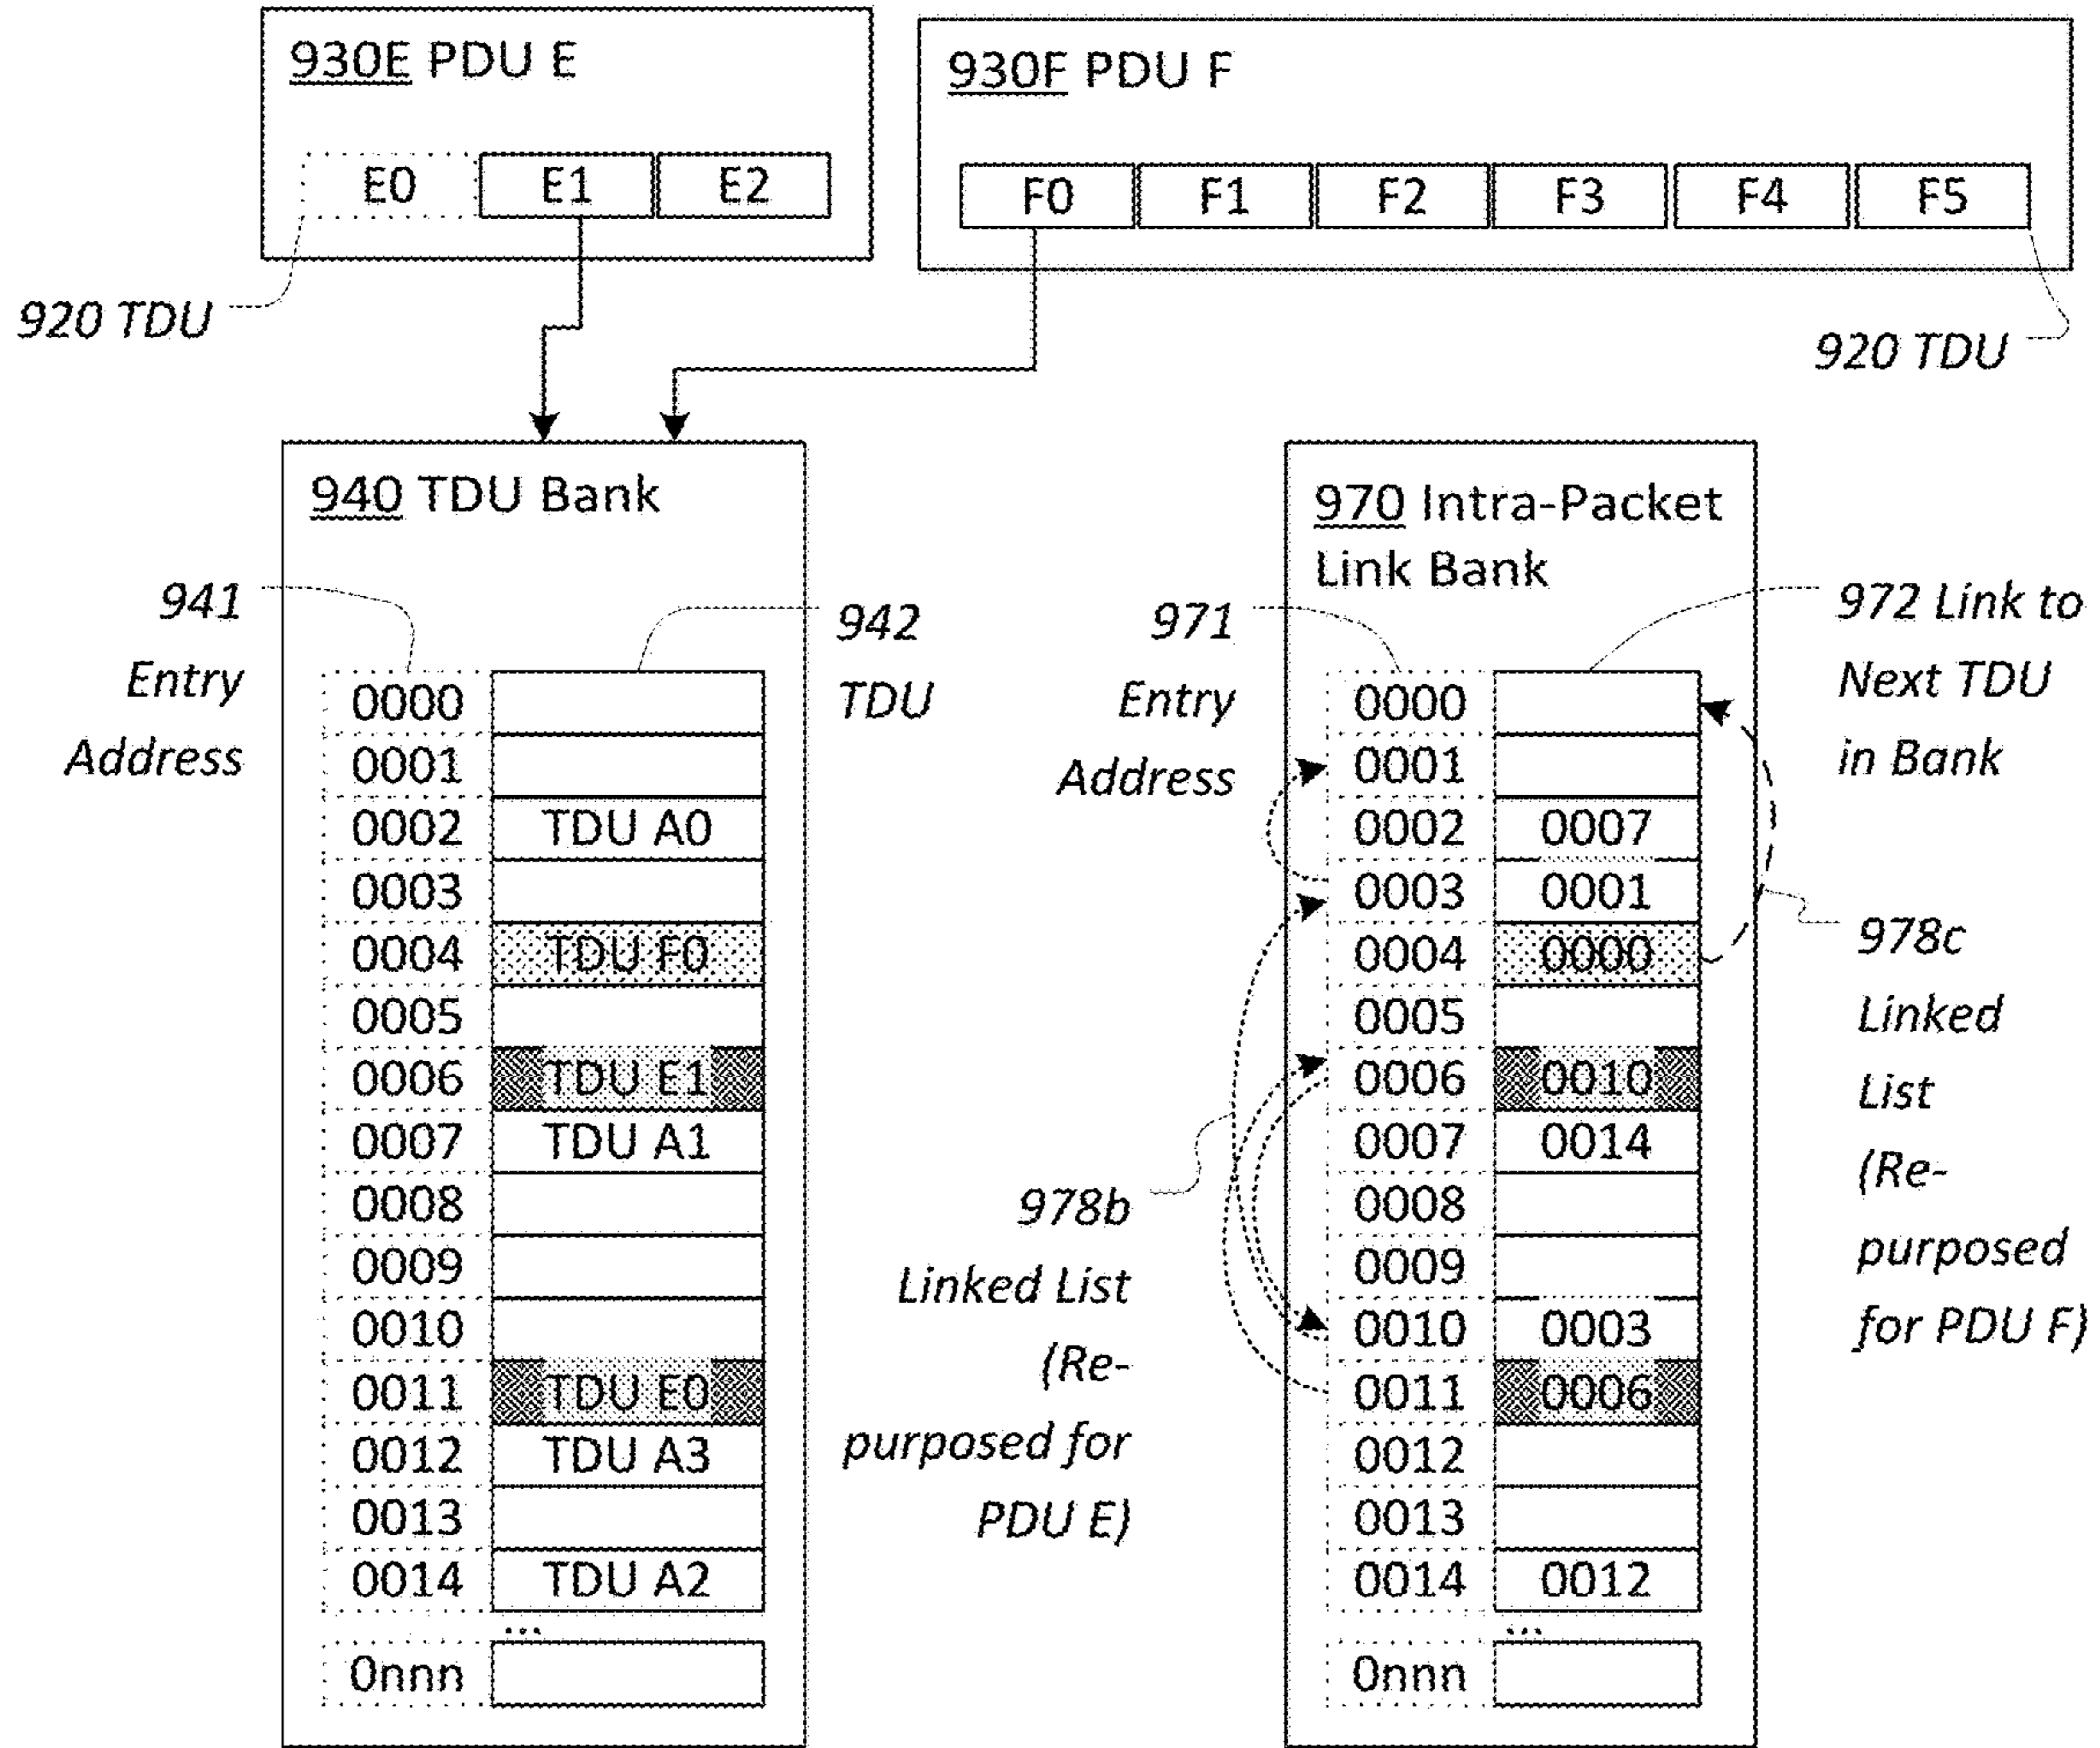 930E PDU E
E0 E1 E2
930F PDU F
F0 F1 F2 F3 F4 F5
920 TDU
920 TDU
940 TDU Bank
941
Entry
Address
942
TDU
0000
0001
0002 TDU A0
0003
0004 TDU F0
0005
0006 TDU E1
0007 TDU A1
0008
0009
0010
0011 TDU E0
0012 TDU A3
0013
0014 TDU A2
...
0nnn
970 Intra-Packet
Link Bank
971
Entry
Address
972 Link to
Next TDU
in Bank
0000
0001
0002 0007
0003 0001
0004 0000
0005
0006 0010
0007 0014
0008
0009
0010 0003
0011 0006
0012
0013
0014 0012
...
0nnn
978b
Linked List
(Re-
purposed for
PDU E)
978c
Linked
List
(Re-
purposed
for PDU F)